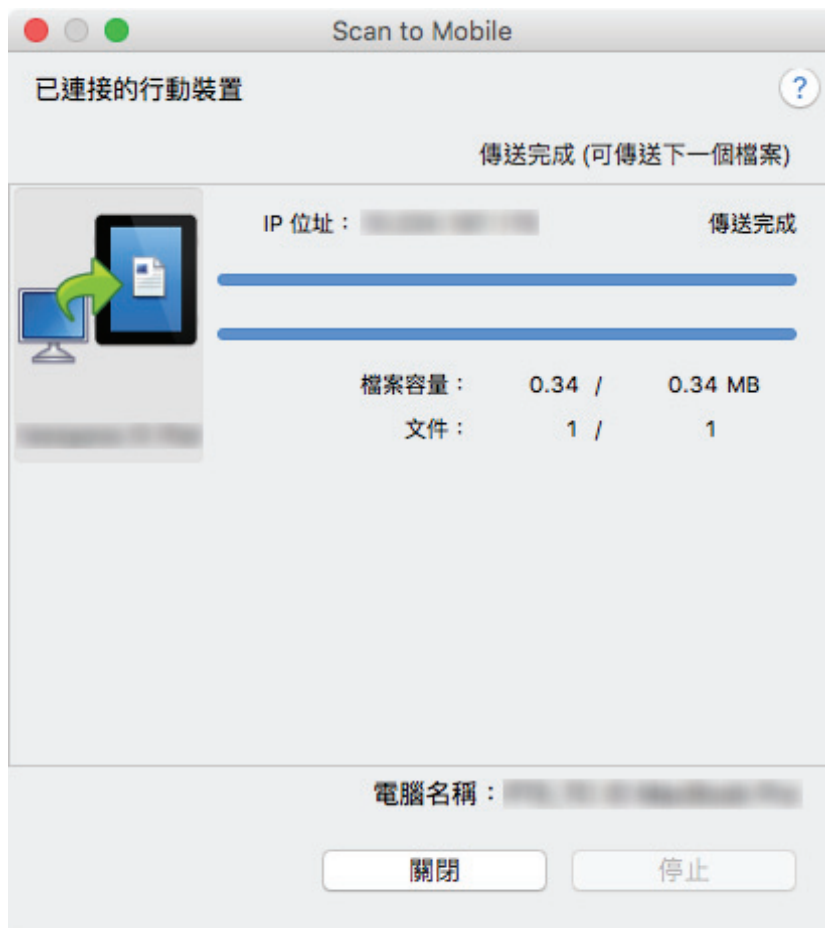 Scan to Mobile
已連接的行動裝置
?
傳送完成 (可傳送下一個檔案)
IP 位址：
傳送完成
檔案容量： 0.34 / 0.34 MB
文件： 1 / 1
電腦名稱：
關閉
停止